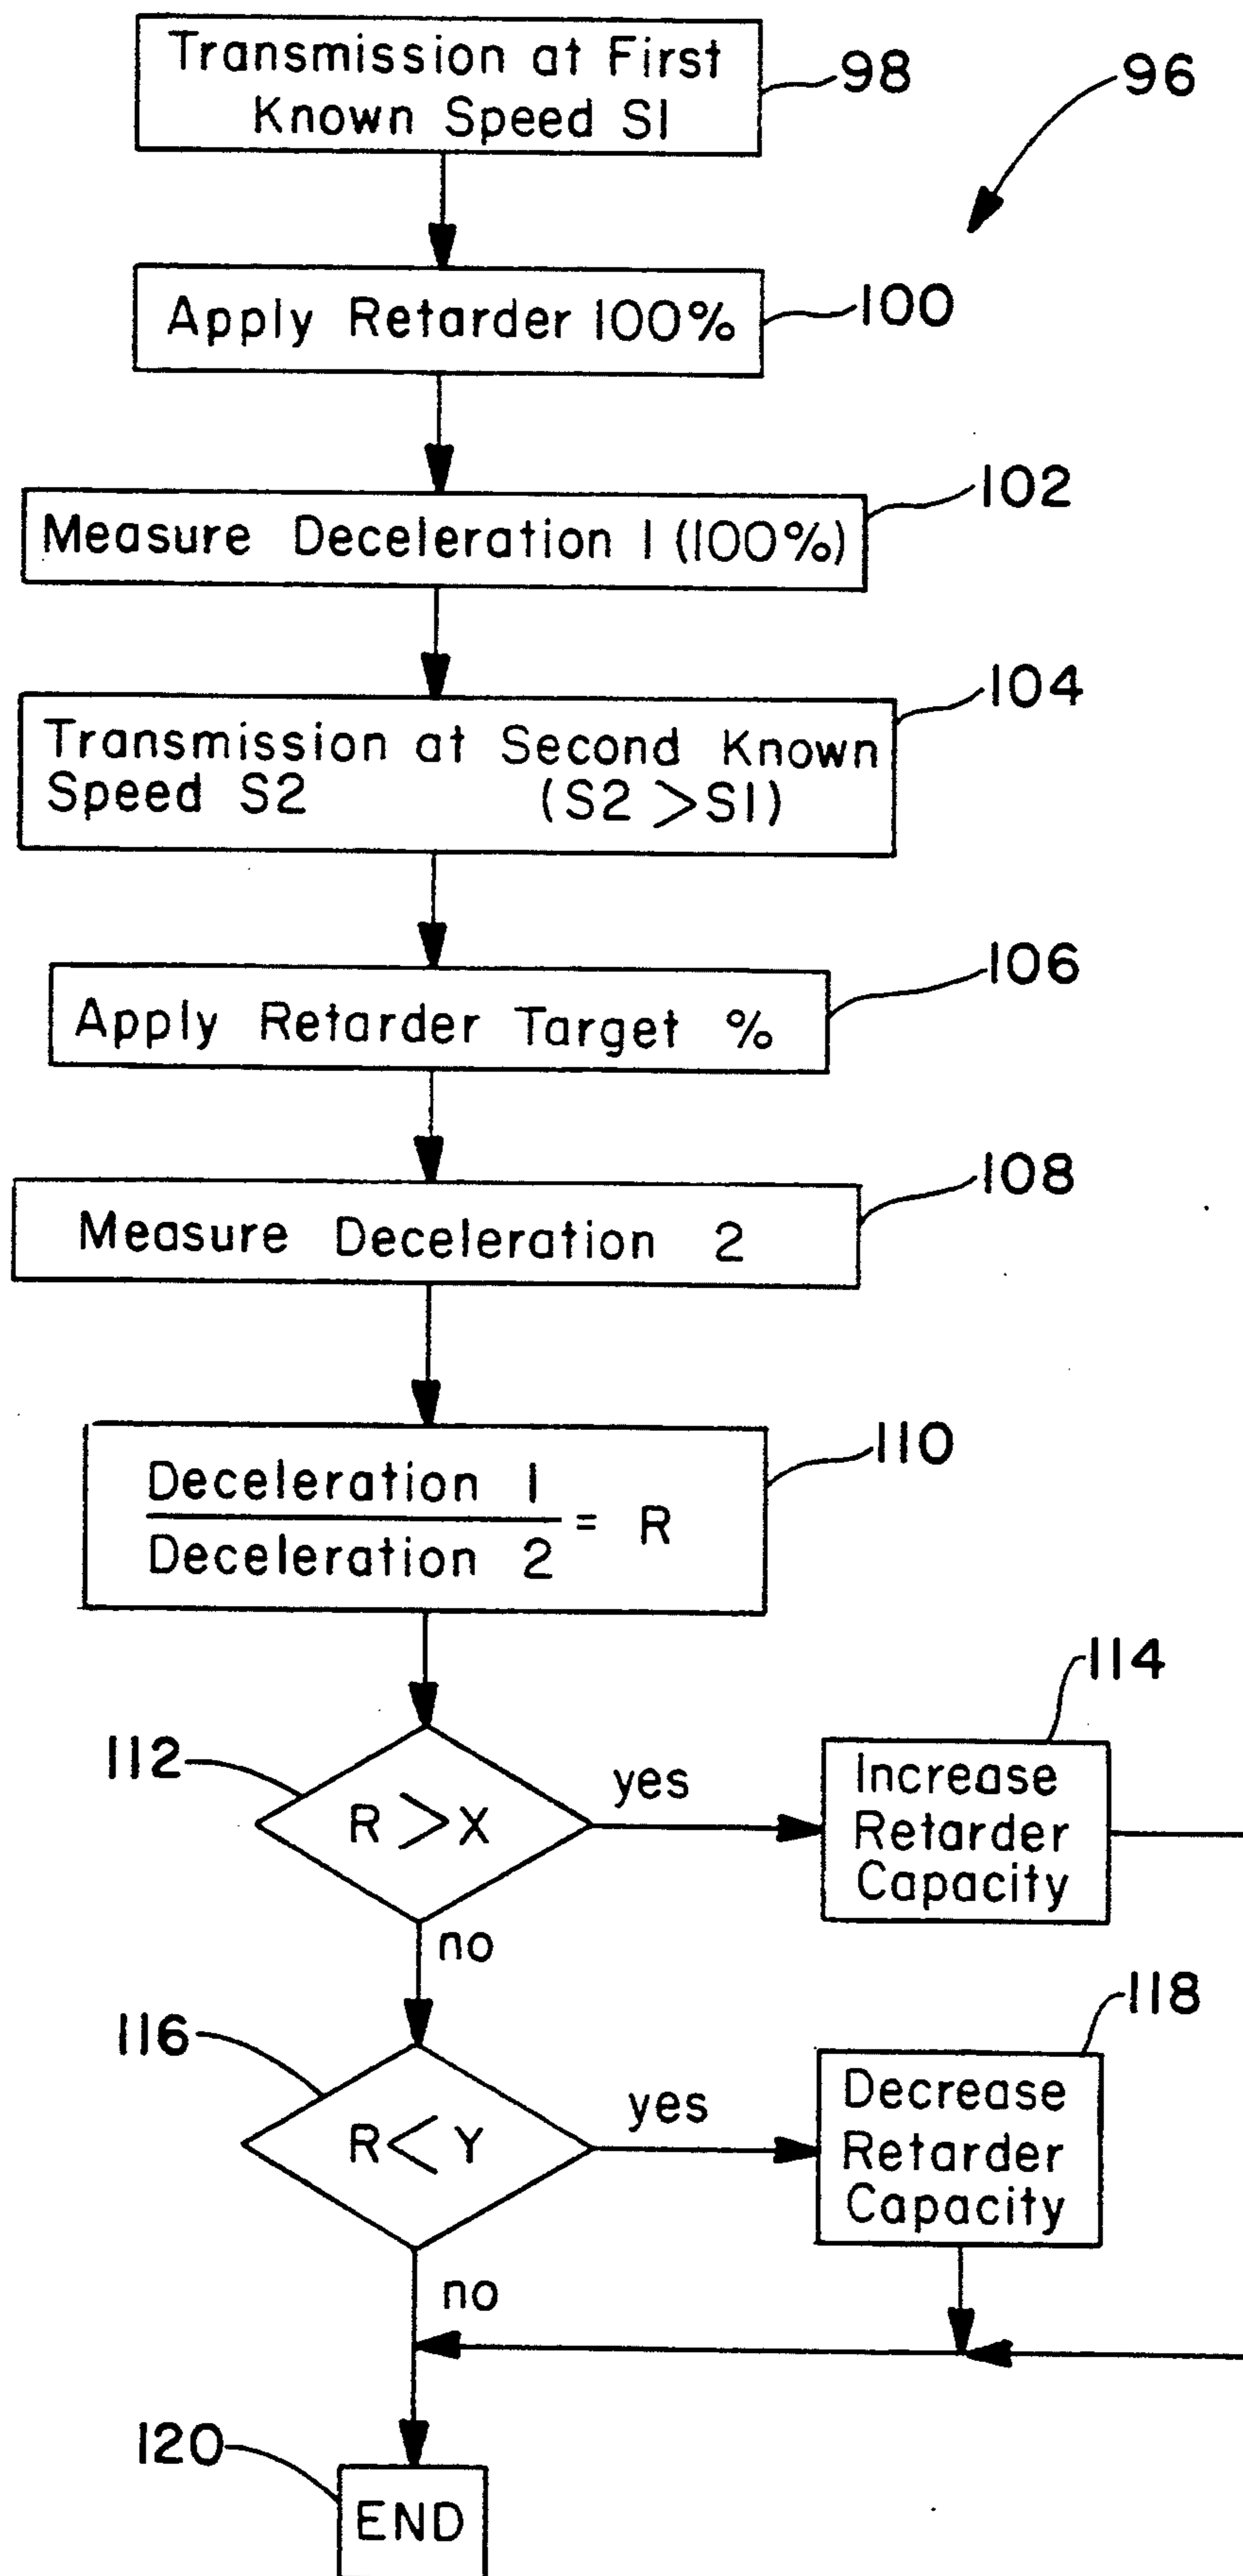 Transmission at First
Known Speed S1
98
96
Apply Retarder 100%
100
Measure Deceleration 1 (100%)
102
104
Transmission at Second Known
Speed S2 (S2 > S1)
106
Apply Retarder Target %
108
Measure Deceleration 2
110
Deceleration 1
Deceleration 2
= R
112
R > X
yes
114
Increase
Retarder
Capacity
no
116
R < Y
yes
118
Decrease
Retarder
Capacity
no
120
END